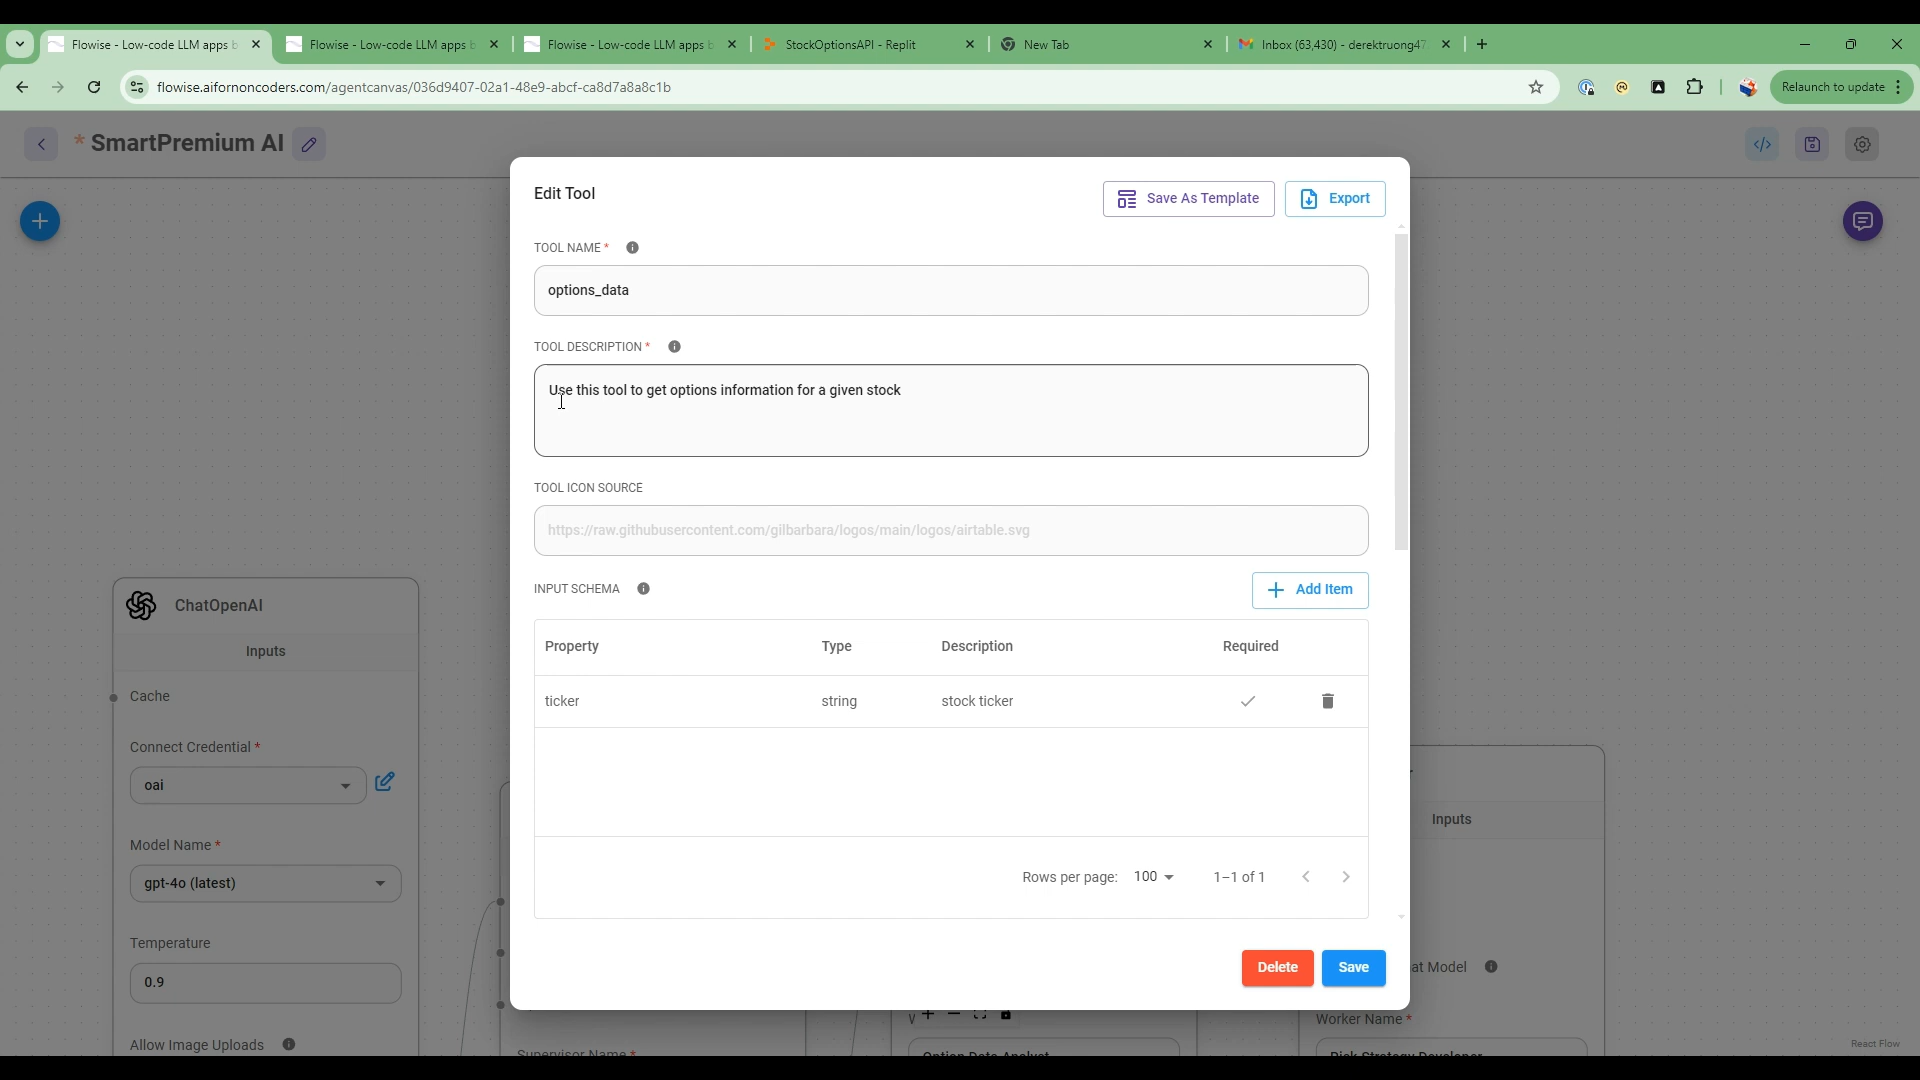 Flowise - Low-code LLM apps b
Flowise - Low-code LLM apps b
Flowise - Low-code LLM apps b
StockOptionsAPI - Replit
New Tab
Inbox (63,430) - derektruong47
flowise.aifornoncoders.com/agentcanvas/036d9407-02a1-48e9-abcf-ca8d7a8a8c1b
Relaunch to update
* SmartPremium AI
Edit Tool
Save As Template
Export
TOOL NAME *
options_data
TOOL DESCRIPTION *
Use this tool to get options information for a given stock
TOOL ICON SOURCE
https://raw.githubusercontent.com/gilbarbara/logos/main/logos/airtable.svg
INPUT SCHEMA
Add Item
Property Type Description Required
ticker string stock ticker
Rows per page: 100 1–1 of 1
Delete
Save
ChatOpenAI
Inputs
Cache
Connect Credential *
oai
Model Name *
gpt-4o (latest)
Temperature
0.9
Allow Image Uploads
Supervisor Name *
Option Data Analyst
Inputs
at Model
Worker Name *
Risk Strategy Developer
React Flow